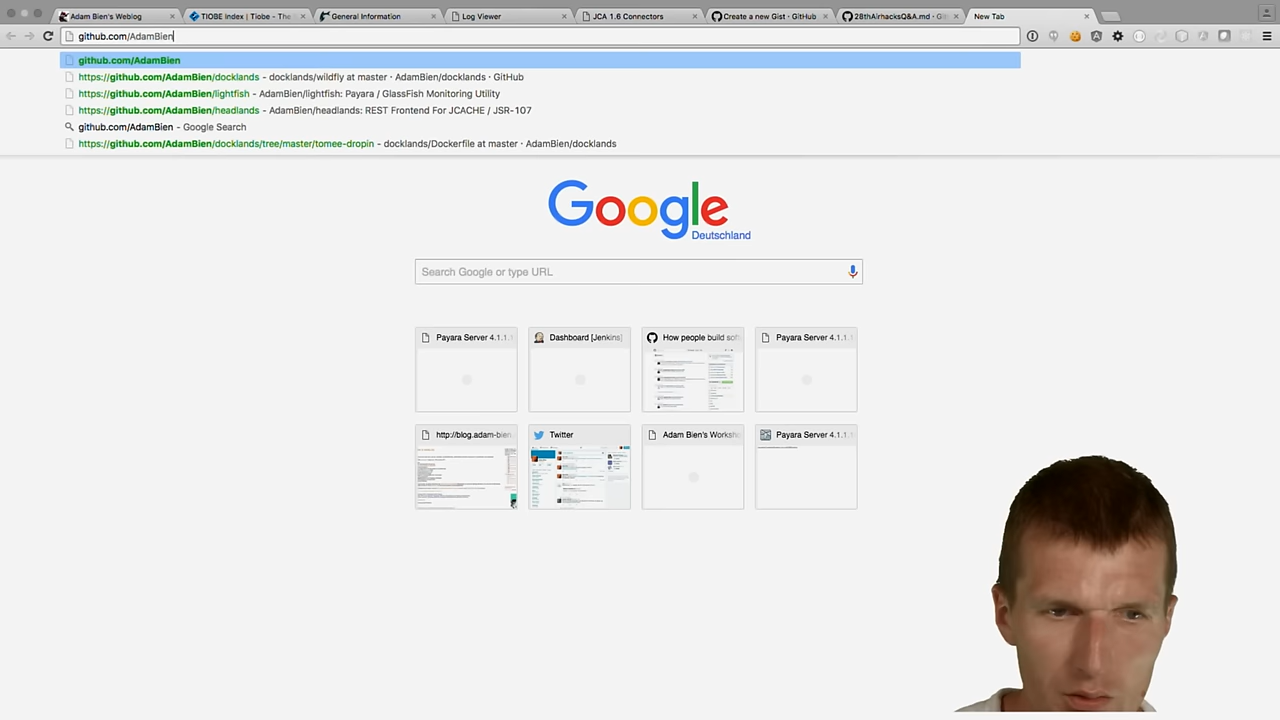 Adam Bien's Weblog
TIOBE Index | Tiobe - The
General Information
Log Viewer
JCA 1.6 Connectors
Create a new Gist · GitHub
28thAirhacksQ&A.md · Git
New Tab
github.com/AdamBien
github.com/AdamBien
https://github.com/AdamBien/docklands - docklands/wildfly at master · AdamBien/docklands · GitHub
https://github.com/AdamBien/lightfish - AdamBien/lightfish: Payara / GlassFish Monitoring Utility
https://github.com/AdamBien/headlands - AdamBien/headlands: REST Frontend For JCACHE / JSR-107
github.com/AdamBien - Google Search
https://github.com/AdamBien/docklands/tree/master/tomee-dropin - docklands/Dockerfile at master · AdamBien/docklands
Google
Deutschland
Search Google or type URL
Payara Server 4.1.1.1
Dashboard [Jenkins]
How people build sof
Payara Server 4.1.1.1
http://blog.adam-bien
Twitter
Adam Bien's Worksh
Payara Server 4.1.1.1